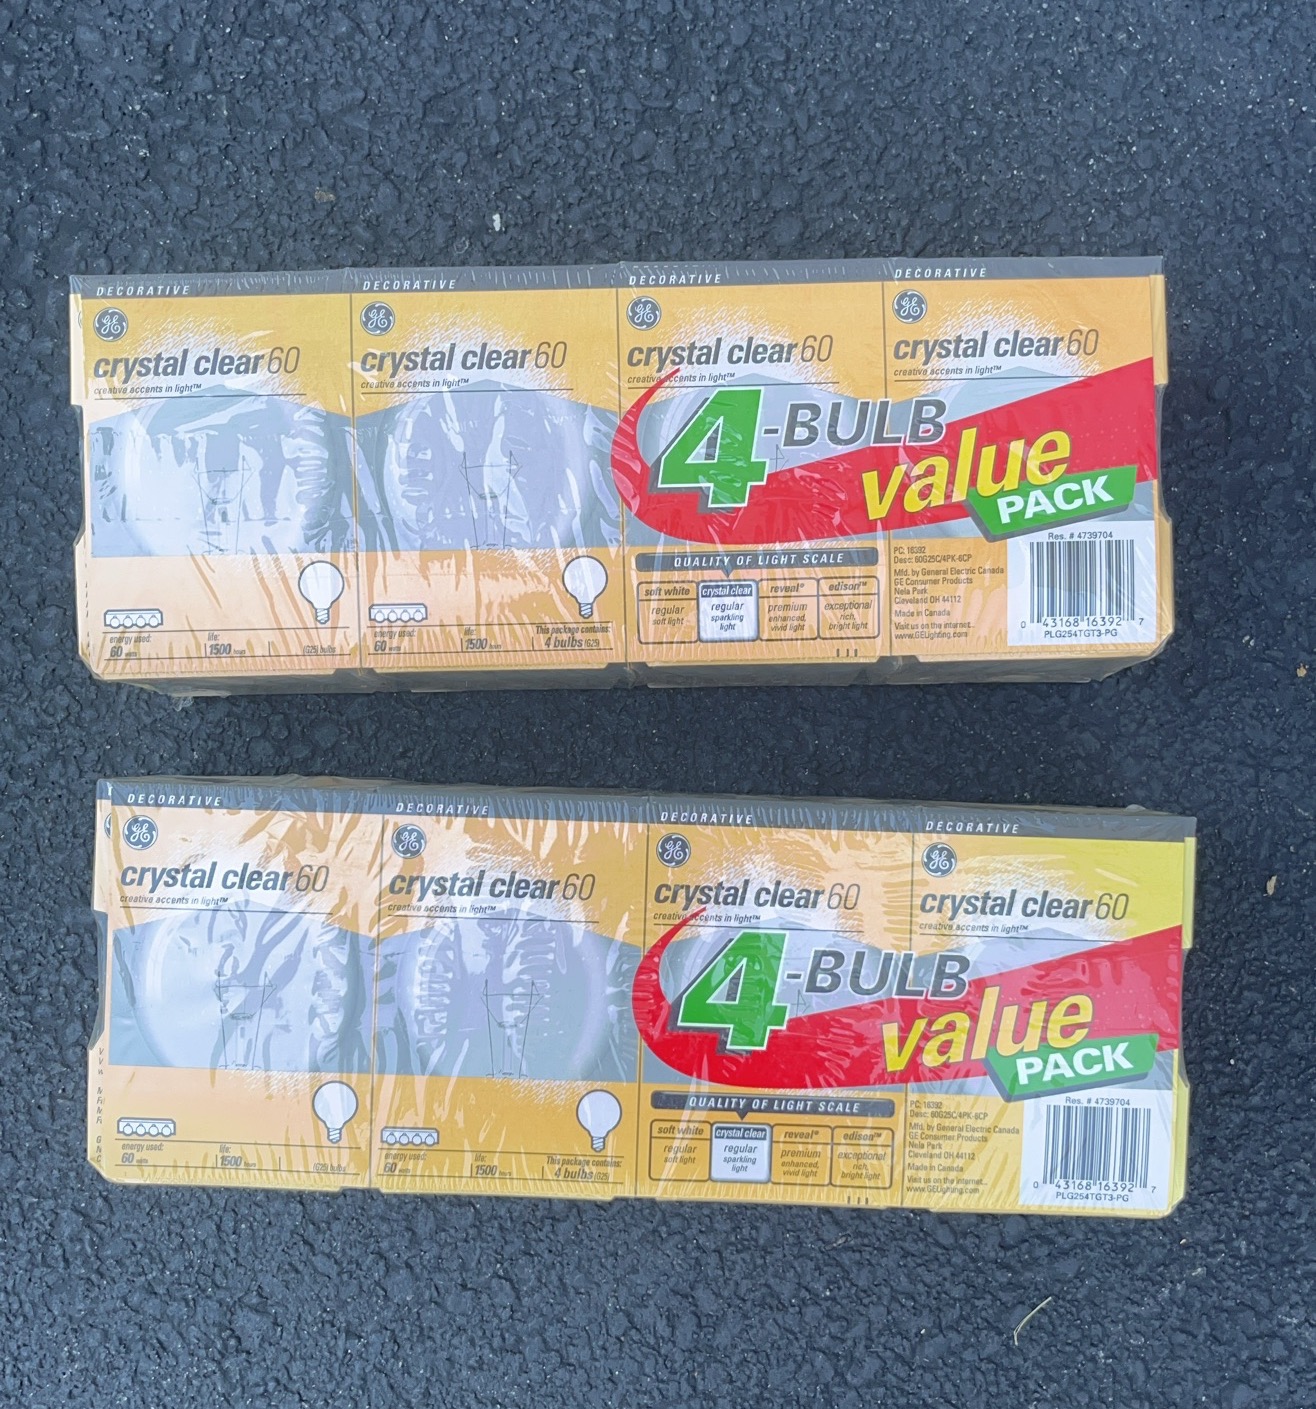 DECORATIVE
DECORATIVE
DECORATIVE
DECORATIVE
GE
GE
GE
GE
crystal clear 60
crystal clear 60
crystal clear 60
crystal clear 60
creative accents in light™
creative accents in light™
creative accents in light™
creative accents in light™
4-BULB
value
PACK
QUALITY OF LIGHT SCALE
soft white
regular
soft light
crystal clear
regular
sparkling
light
reveal®
premium
enhanced,
vivid light
edison™
exceptional
rich,
bright light
PC: 16392
Desc: 60G25C/4PK-6CP
Mfd. by General Electric Canada
GE Consumer Products
Nela Park
Cleveland OH 44112
Made in Canada
Visit us on the internet...
www.GELighting.com
Res. # 4739704
0 43168 16392 7
PLG254TGT3-PG
energy used:
60 watts
life:
1500 hours
(G25) bulbs
energy used:
60 watts
life:
1500 hours
This package contains:
4 bulbs (G25)
DECORATIVE
DECORATIVE
DECORATIVE
DECORATIVE
GE
GE
GE
GE
crystal clear 60
crystal clear 60
crystal clear 60
crystal clear 60
creative accents in light™
creative accents in light™
creative accents in light™
creative accents in light™
4-BULB
value
PACK
QUALITY OF LIGHT SCALE
soft white
regular
soft light
crystal clear
regular
sparkling
light
reveal®
premium
enhanced,
vivid light
edison™
exceptional
rich,
bright light
PC: 16392
Desc: 60G25C/4PK-6CP
Mfd. by General Electric Canada
GE Consumer Products
Nela Park
Cleveland OH 44112
Made in Canada
Visit us on the internet...
www.GELighting.com
Res. # 4739704
0 43168 16392 7
PLG254TGT3-PG
energy used:
60 watts
life:
1500 hours
(G25) bulbs
energy used:
60 watts
life:
1500 hours
This package contains:
4 bulbs (G25)